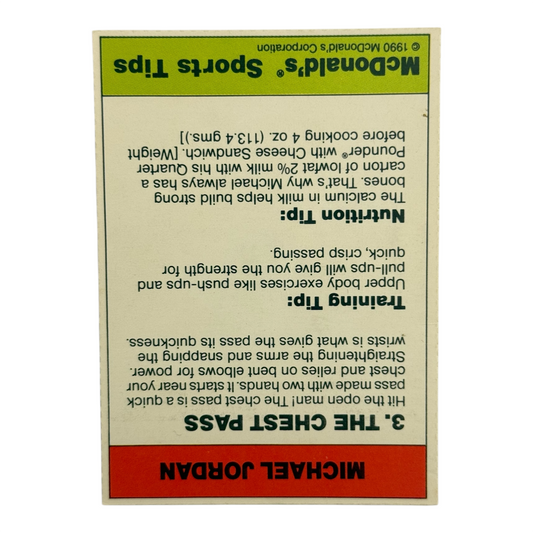 MICHAEL JORDAN
3. THE CHEST PASS
Hit the open man! The chest pass is a quick
pass made with two hands. It starts near your
chest and relies on bent elbows for power.
Straightening the arms and snapping the
wrists is what gives the pass its quickness.
Training Tip:
Upper body exercises like push-ups and
pull-ups will give you the strength for
quick, crisp passing.
Nutrition Tip:
The calcium in milk helps build strong
bones. That's why Michael always has a
carton of lowfat 2% milk with his Quarter
Pounder® with Cheese Sandwich. [Weight
before cooking 4 oz. (113.4 gms.)]
McDonald's® Sports Tips
© 1990 McDonald's Corporation